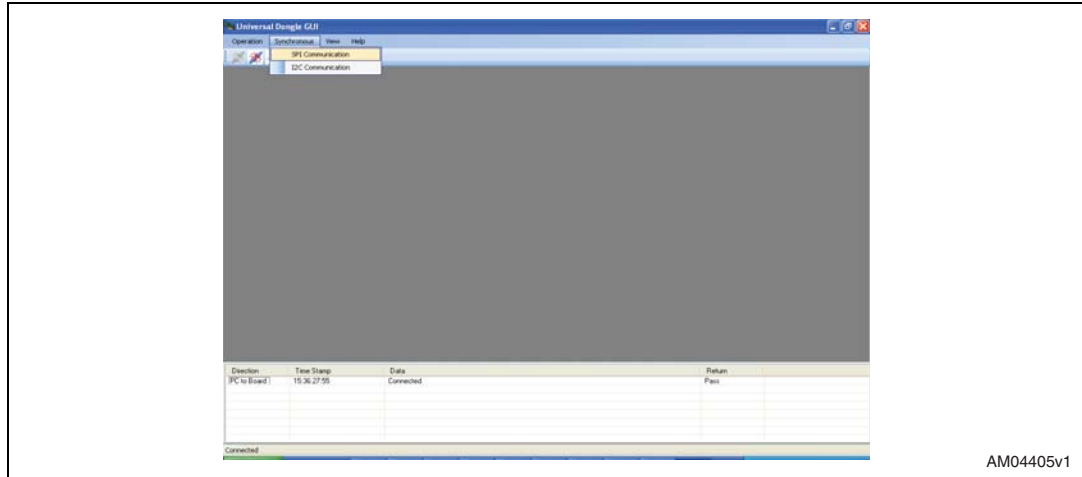 Universal Dongle GUI
Operation Synchronous View Help
SPI Communication
I2C Communication
Direction Time Stamp Data Return
PC to Board 15:36:27:55 Connected Pass
Connected
AM04405v1